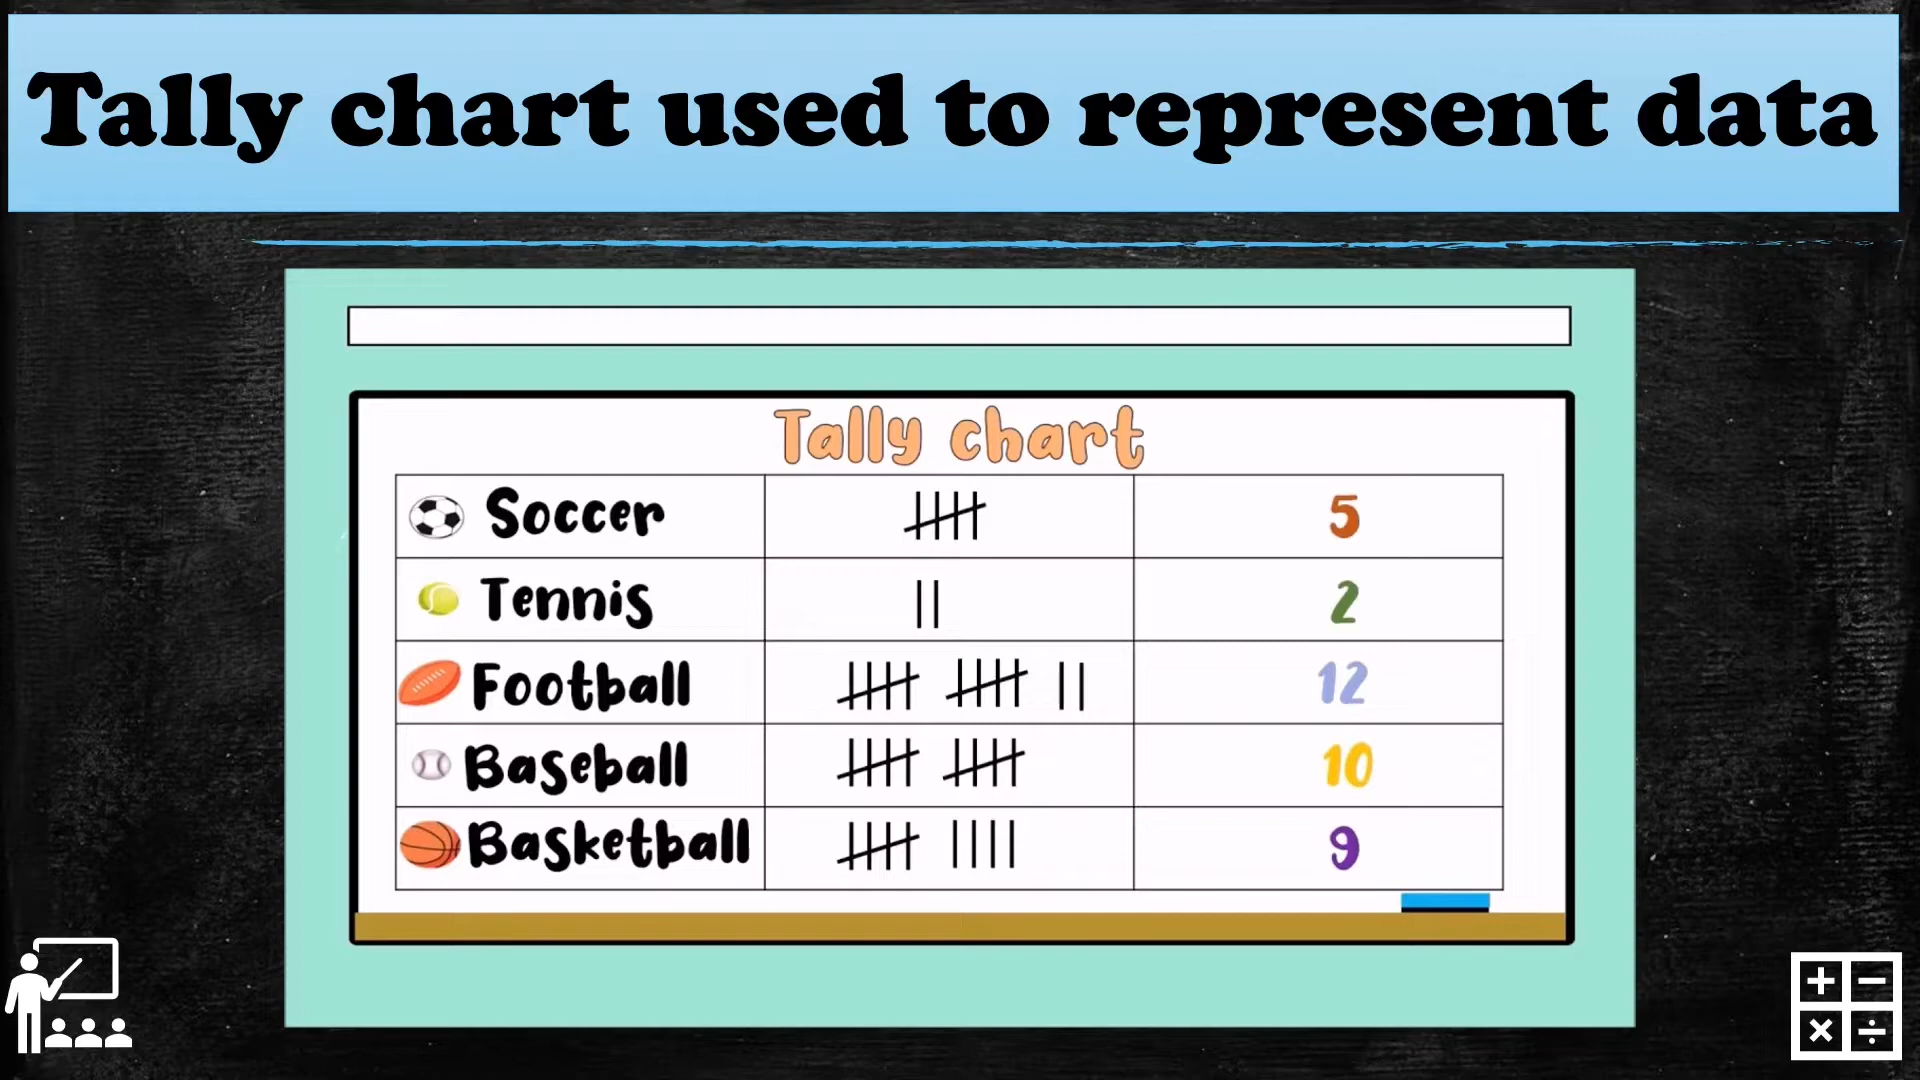 Tally chart used to represent data
Tally chart
Soccer 5
Tennis 2
Football 12
Baseball 10
Basketball 9